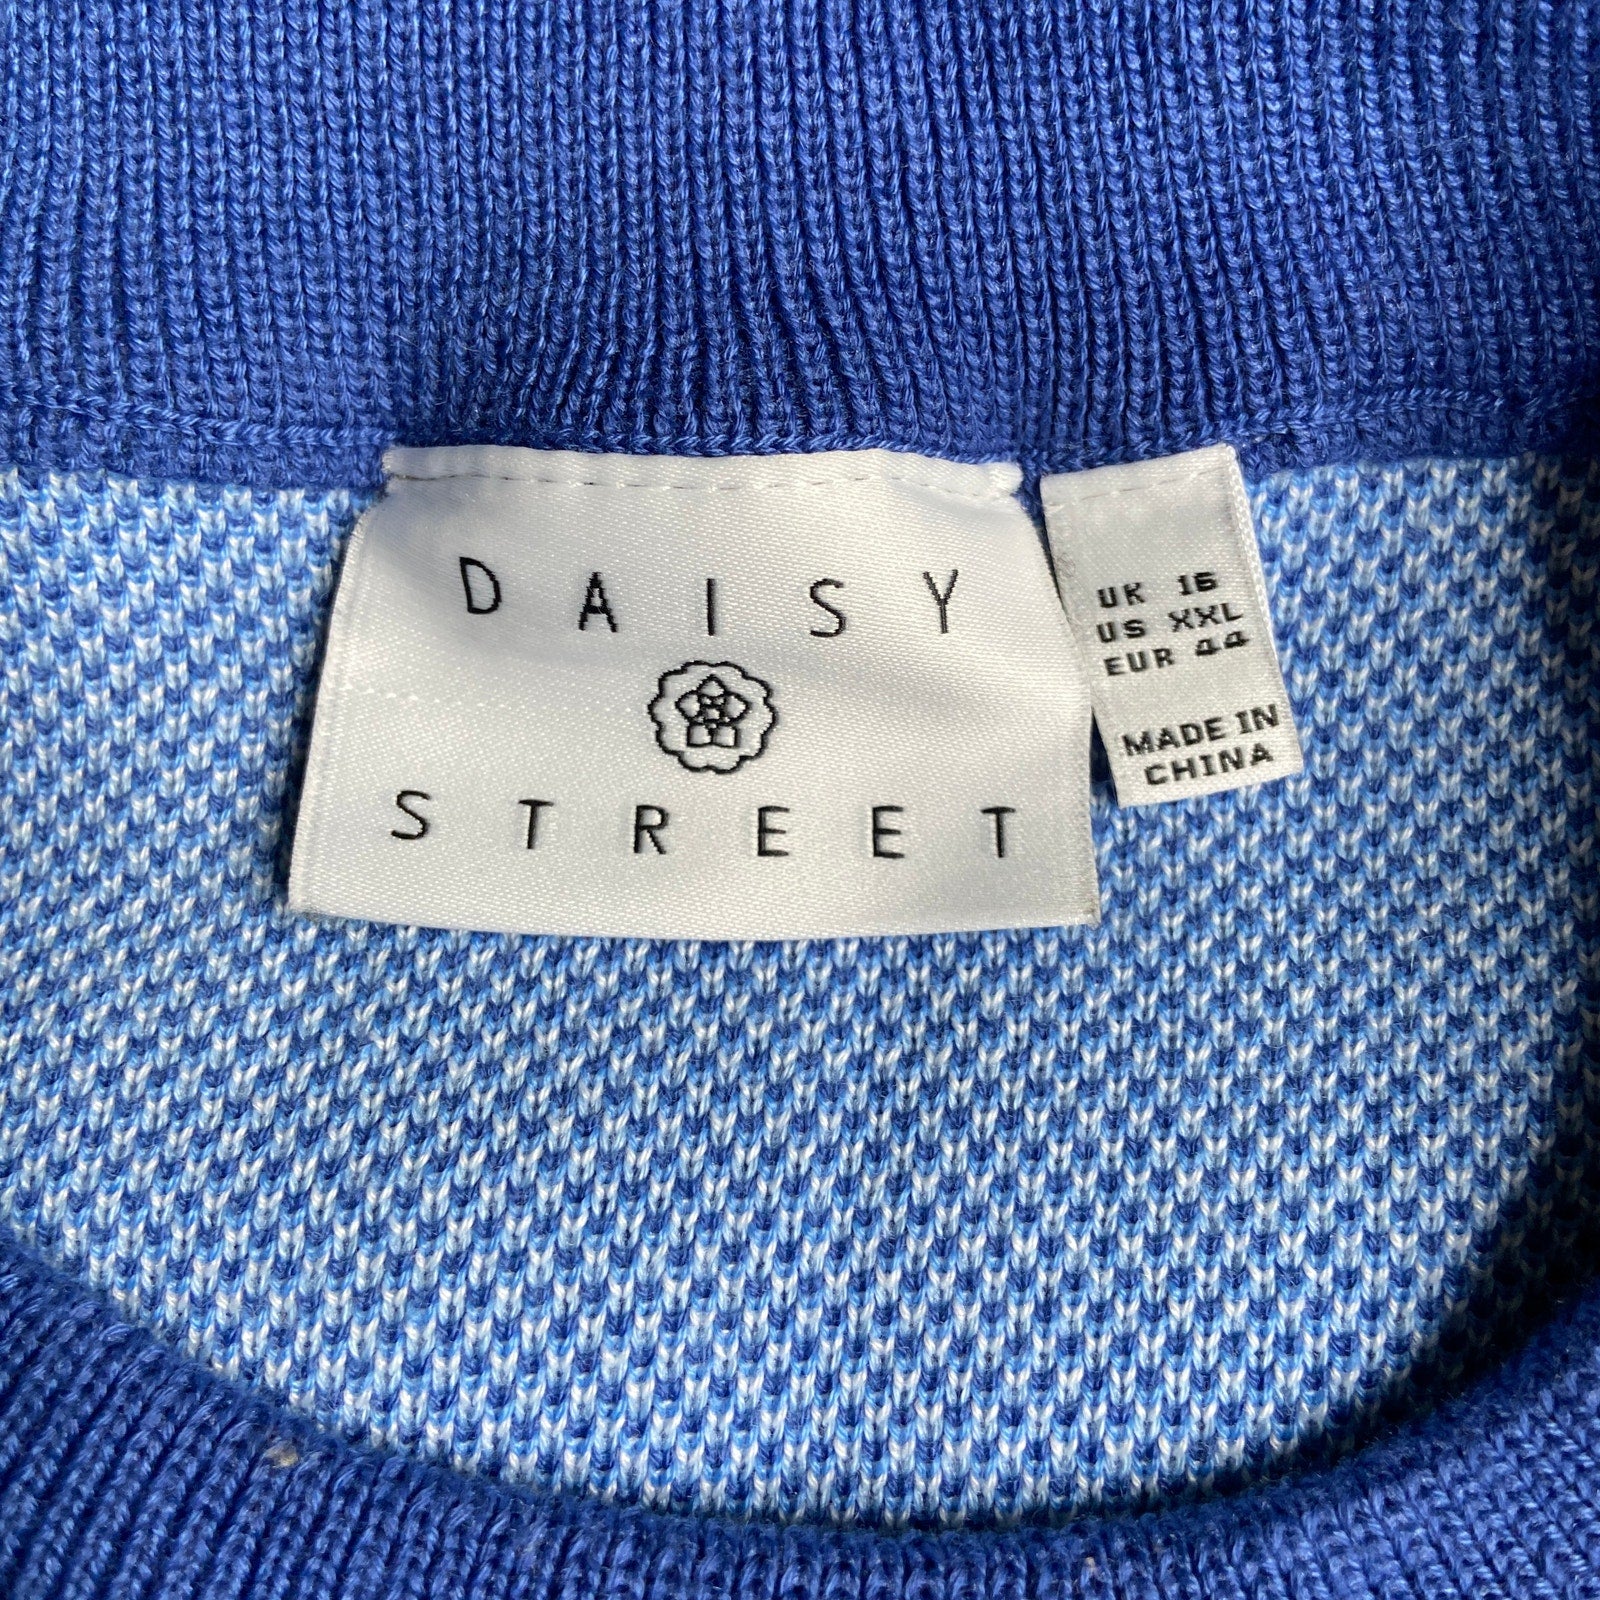 DAISY
STREET
UK 16
US XXL
EUR 44
MADE IN
CHINA